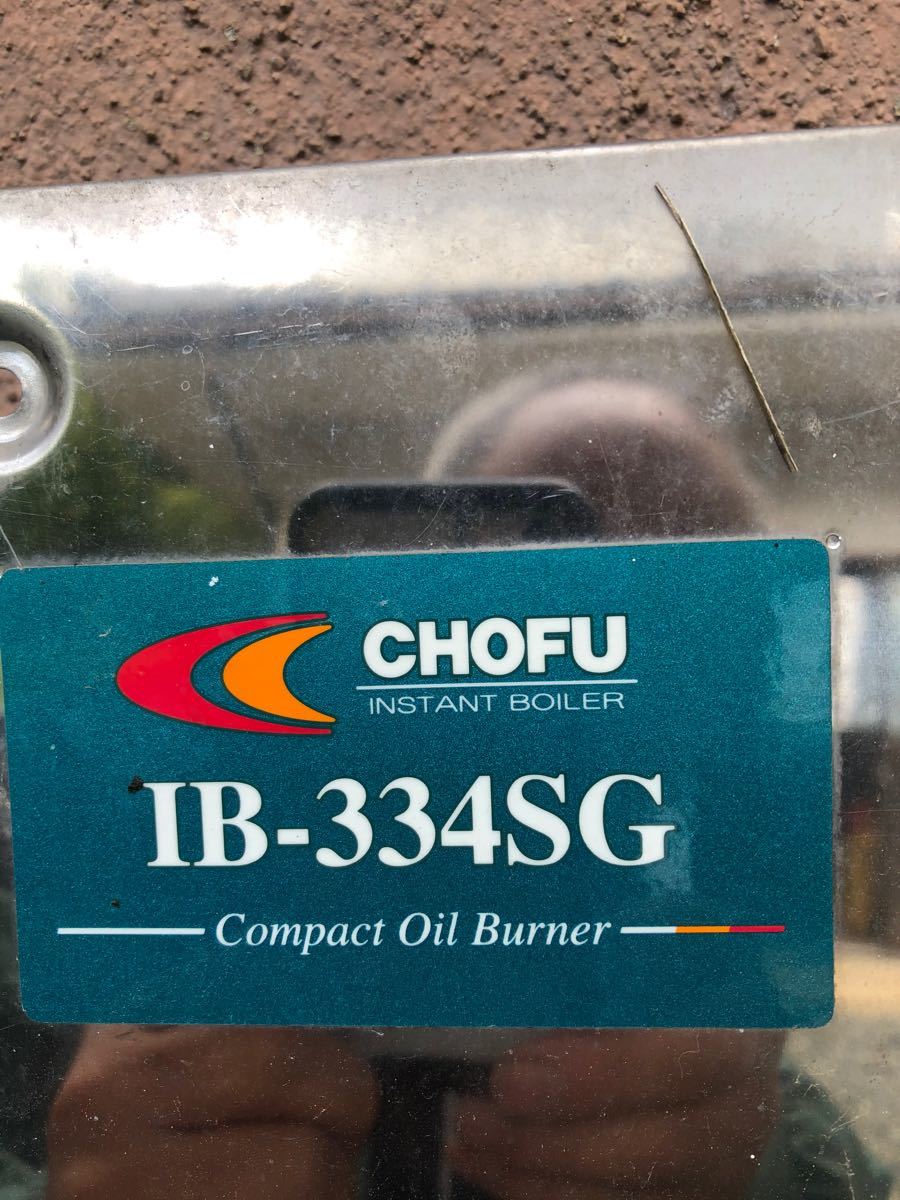 CHOFU
INSTANT BOILER
IB-334SG
Compact Oil Burner